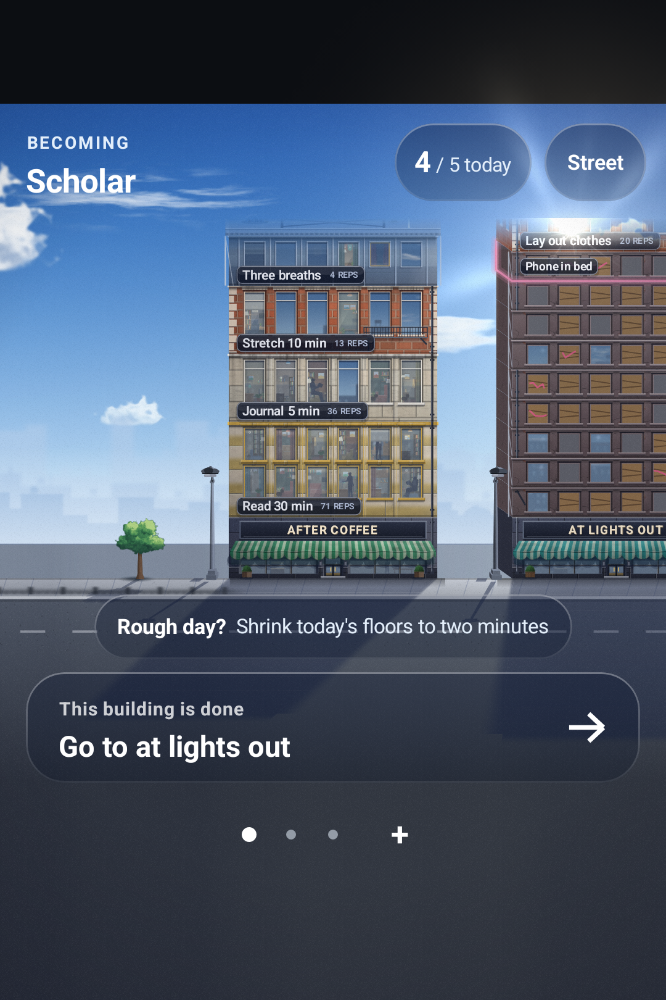 BECOMING
Scholar
4 / 5 today
Street
Three breaths 4 REPS
Stretch 10 min 13 REPS
Journal 5 min 36 REPS
Read 30 min 71 REPS
AFTER COFFEE
Lay out clothes 20 REPS
Phone in bed
AT LIGHTS OUT
Rough day? Shrink today's floors to two minutes
This building is done
Go to at lights out